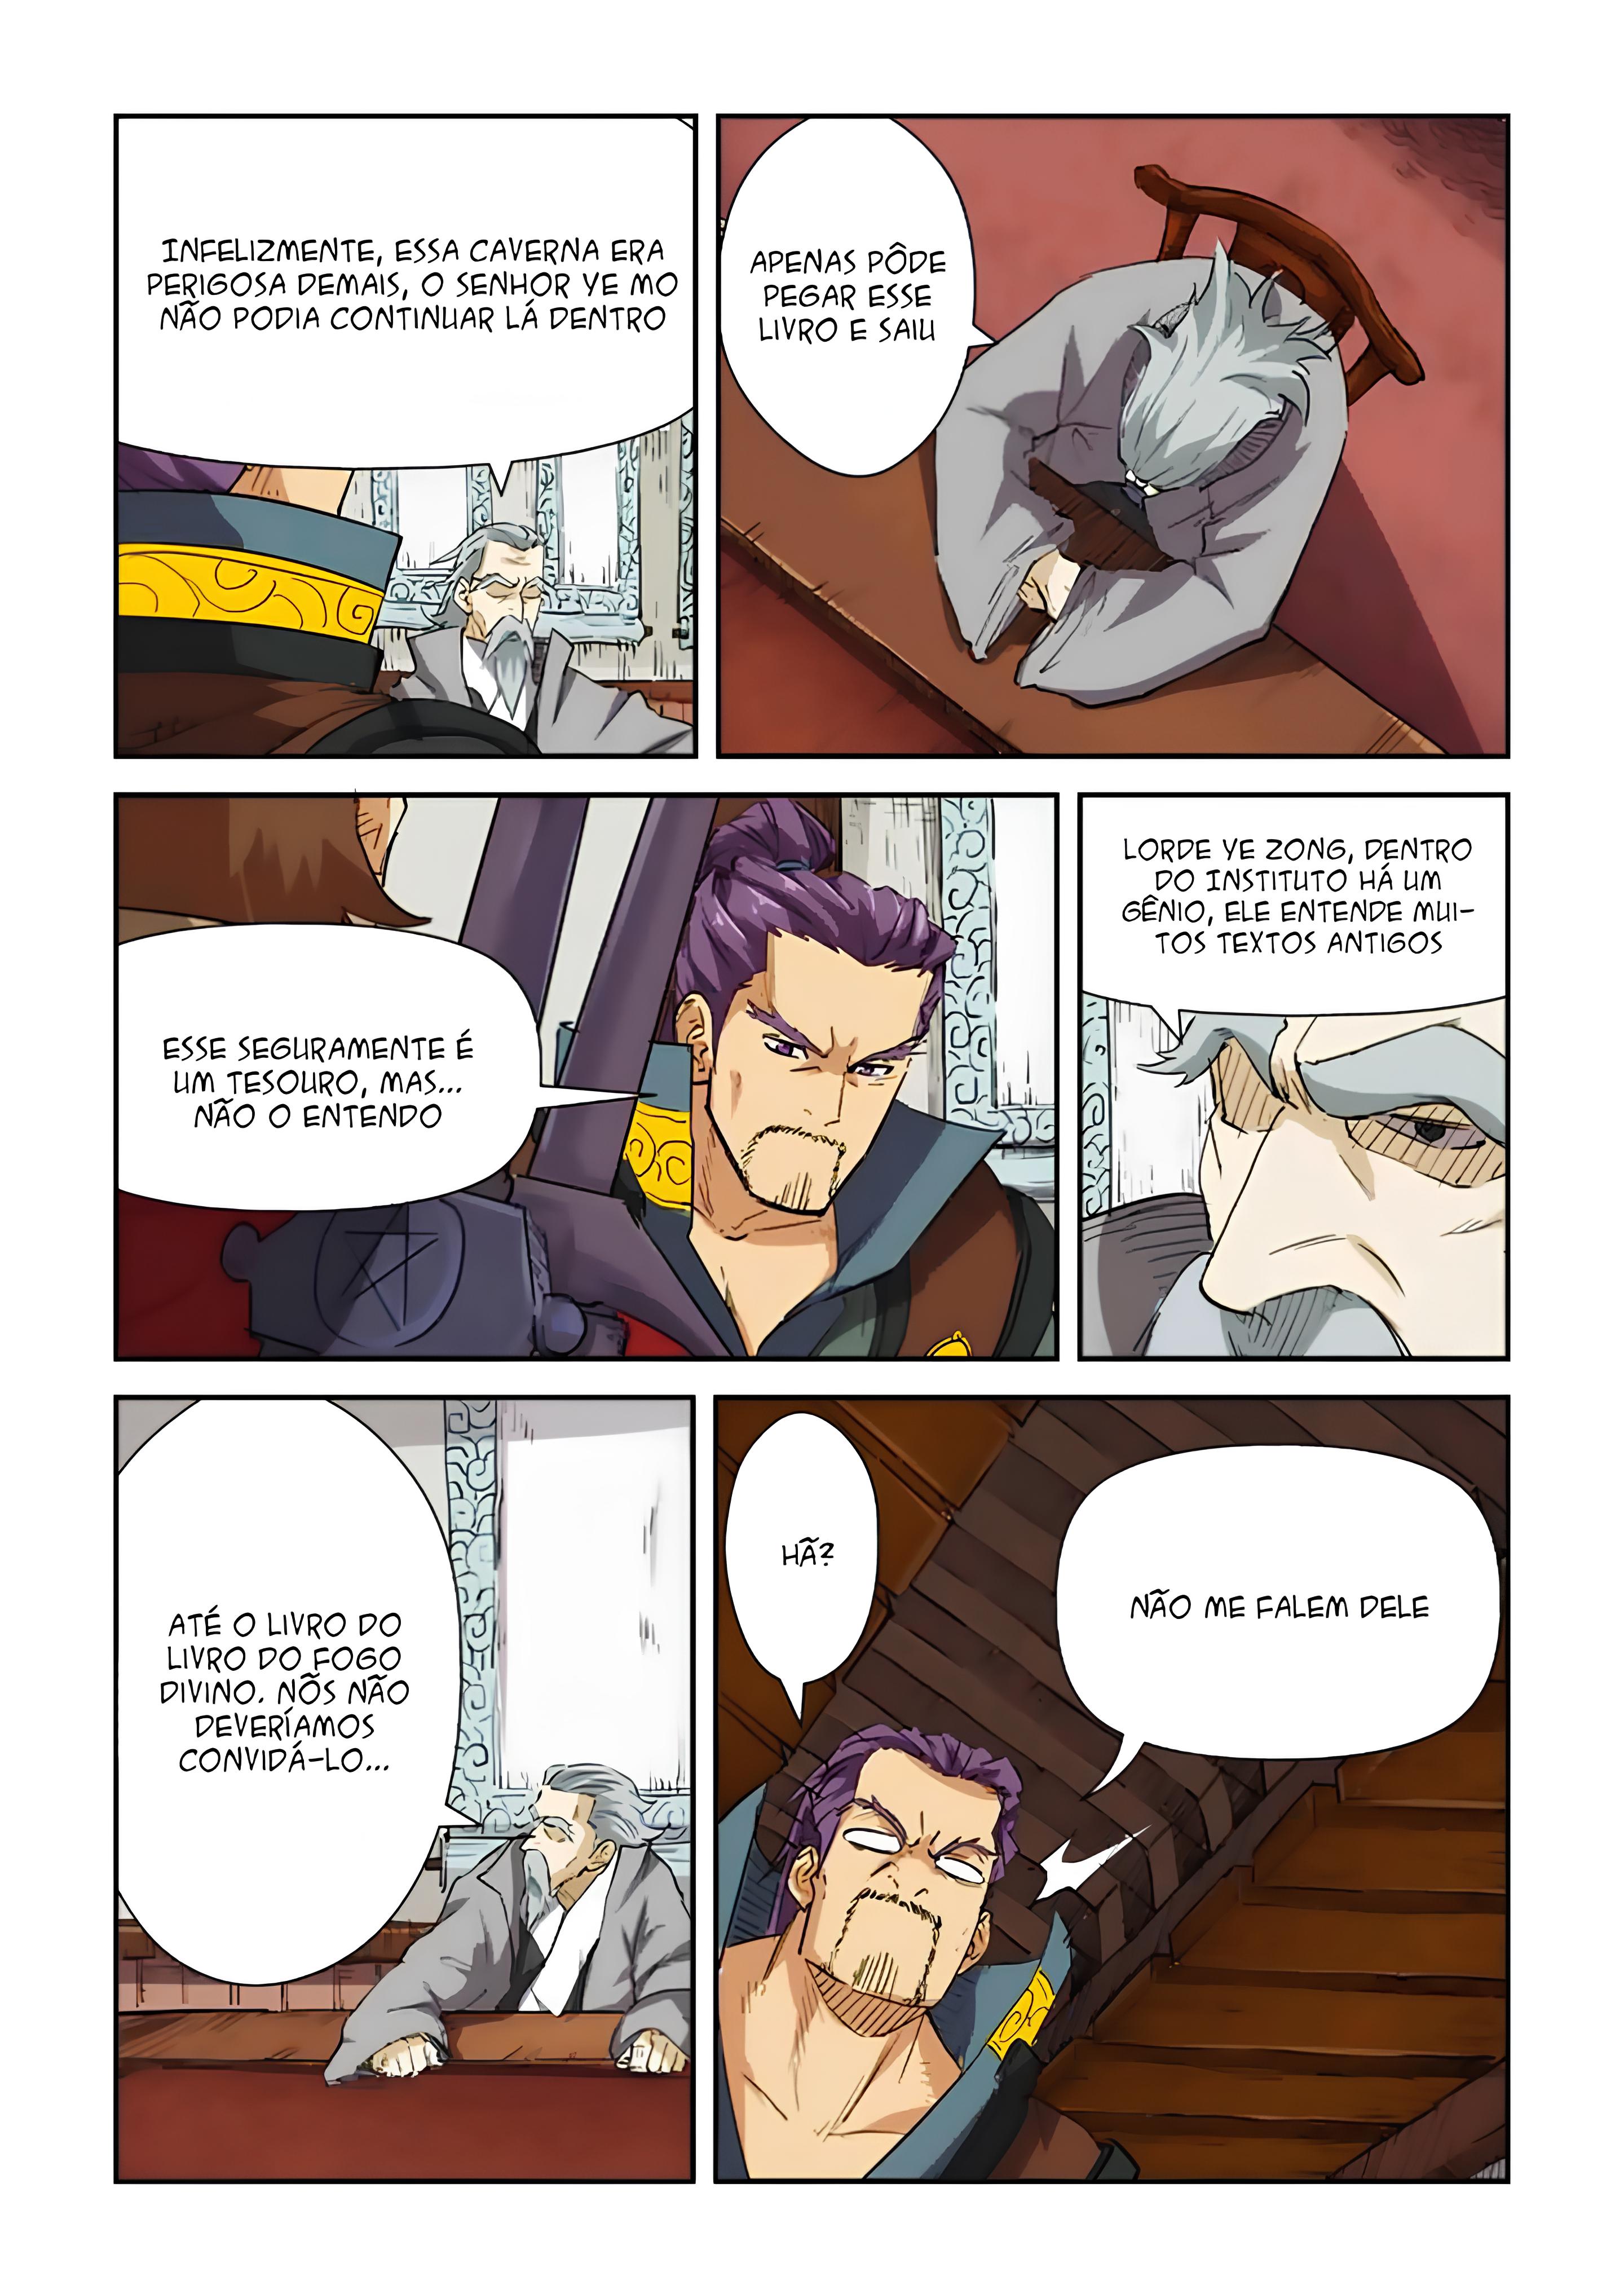 INFELIZMENTE, ESSA CAVERNA ERA
PERIGOSA DEMAIS, O SENHOR YE MO
NÃO PODIA CONTINUAR LÁ DENTRO
APENAS PÔDE
PEGAR ESSE
LIVRO E SAIU
ESSE SEGURAMENTE É
UM TESOURO, MAS...
NÃO O ENTENDO
LORDE YE ZONG, DENTRO
DO INSTITUTO HÁ UM
GÊNIO, ELE ENTENDE MUI-
TOS TEXTOS ANTIGOS
ATÉ O LIVRO DO
LIVRO DO FOGO
DIVINO. NÕS NÃO
DEVERÍAMOS
CONVIDÁ-LO...
HÃ?
NÃO ME FALEM DELE